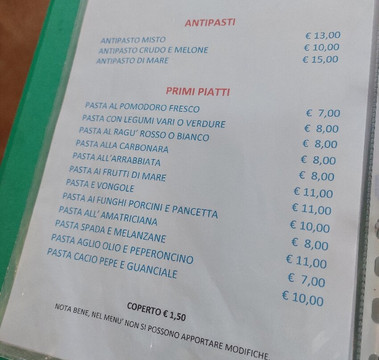 ANTIPASTI
ANTIPASTO MISTO € 13,00
ANTIPASTO CRUDO E MELONE € 10,00
ANTIPASTO DI MARE € 15,00
PRIMI PIATTI
PASTA AL POMODORO FRESCO € 7,00
PASTA CON LEGUMI VARI O VERDURE € 8,00
PASTA AL RAGU' ROSSO O BIANCO € 8,00
PASTA ALLA CARBONARA € 8,00
PASTA ALL'ARRABBIATA € 8,00
PASTA AI FRUTTI DI MARE € 11,00
PASTA E VONGOLE € 11,00
PASTA AI FUNGHI PORCINI E PANCETTA € 10,00
PASTA ALL'AMATRICIANA € 8,00
PASTA SPADA E MELANZANE € 11,00
PASTA AGLIO OLIO E PEPERONCINO € 7,00
PASTA CACIO PEPE E GUANCIALE € 10,00
COPERTO € 1,50
NOTA BENE, NEL MENU' NON SI POSSONO APPORTARE MODIFICHE